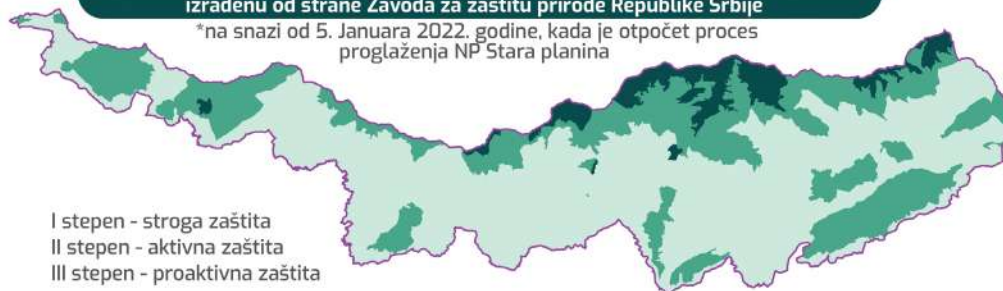 izrađenu od strane Zavoda za zaštitu prirode Republike Srbije
*na snazi od 5. Januara 2022. godine, kada je otpočet proces
proglaženja NP Stara planina
I stepen - stroga zaštita
II stepen - aktivna zaštita
III stepen - proaktivna zaštita